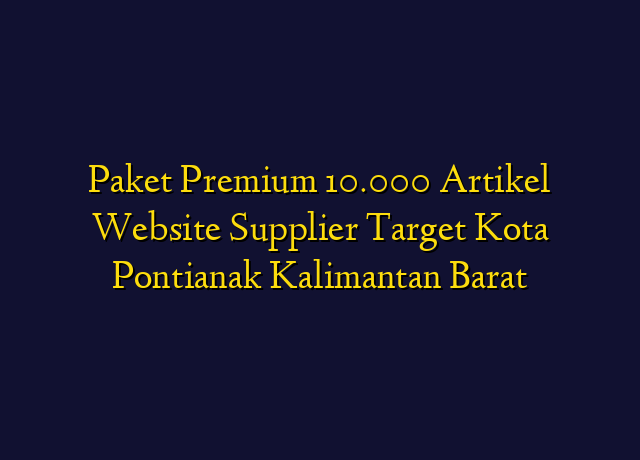 Paket Premium 10.000 Artikel
Website Supplier Target Kota
Pontianak Kalimantan Barat